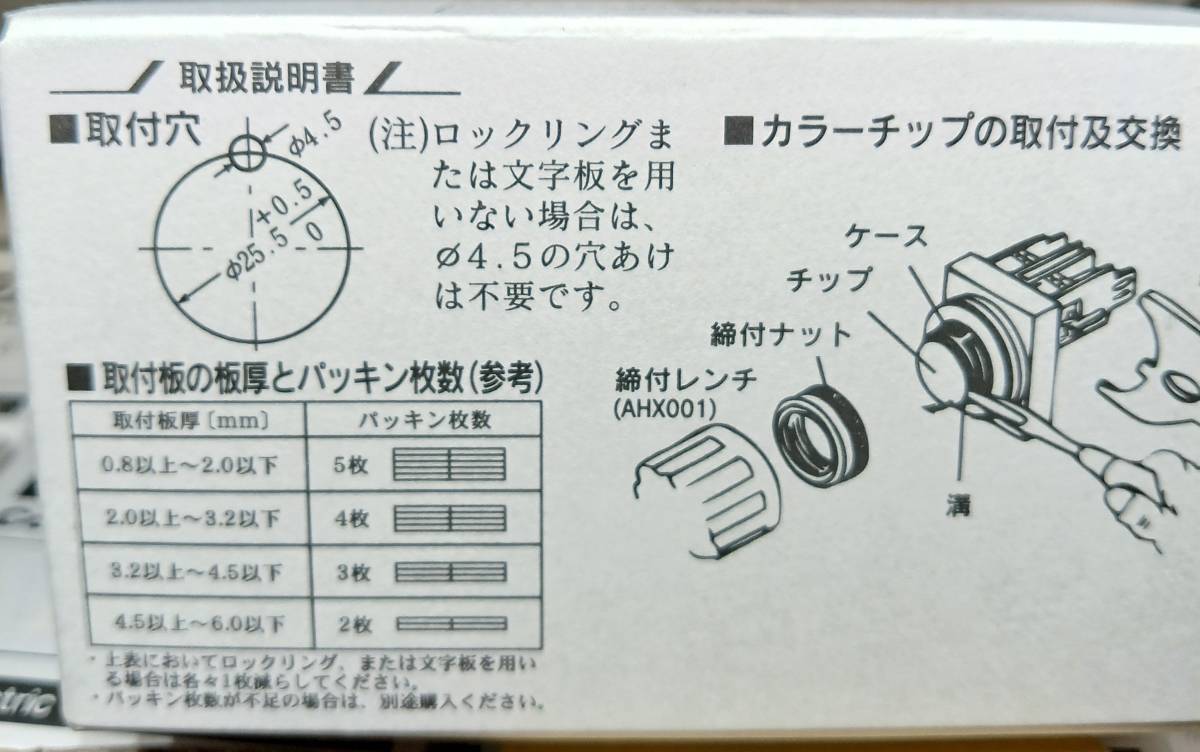 取扱説明書
■取付穴
φ4.5
+0.5
φ25.5 0
(注)ロックリングま
たは文字板を用
いない場合は、
φ4.5の穴あけ
は不要です。
■取付板の板厚とパッキン枚数(参考)
取付板厚〔mm〕 パッキン枚数
0.8以上～2.0以下 5枚
2.0以上～3.2以下 4枚
3.2以上～4.5以下 3枚
4.5以上～6.0以下 2枚
・上表においてロックリング、または文字板を用い
る場合は各々1枚減らしてください。
・パッキン枚数が不足の場合は、別途購入ください。
■カラーチップの取付及交換
ケース
チップ
締付ナット
締付レンチ
(AHX001)
溝
tric